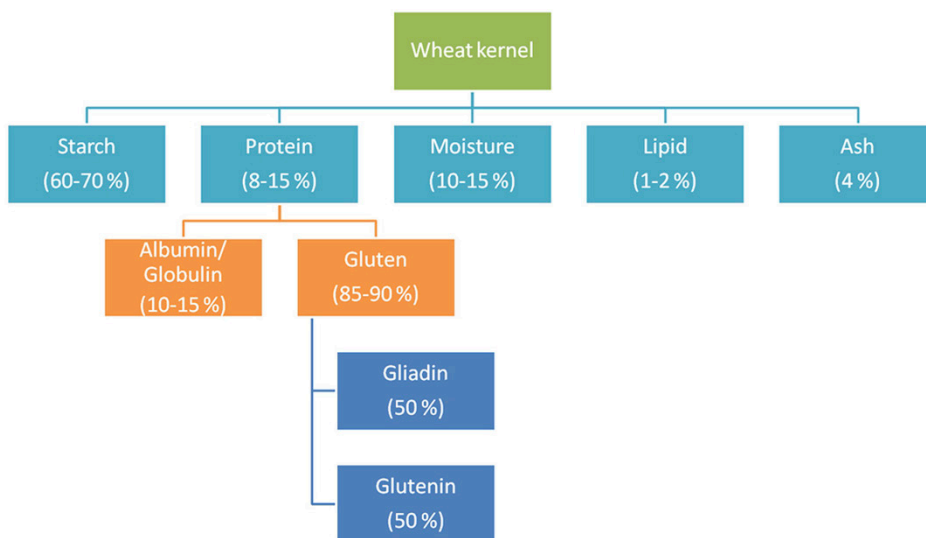 Wheat kernel
Starch
(60-70 %)
Protein
(8-15 %)
Moisture
(10-15 %)
Lipid
(1-2 %)
Ash
(4 %)
Albumin/
Globulin
(10-15 %)
Gluten
(85-90 %)
Gliadin
(50 %)
Glutenin
(50 %)